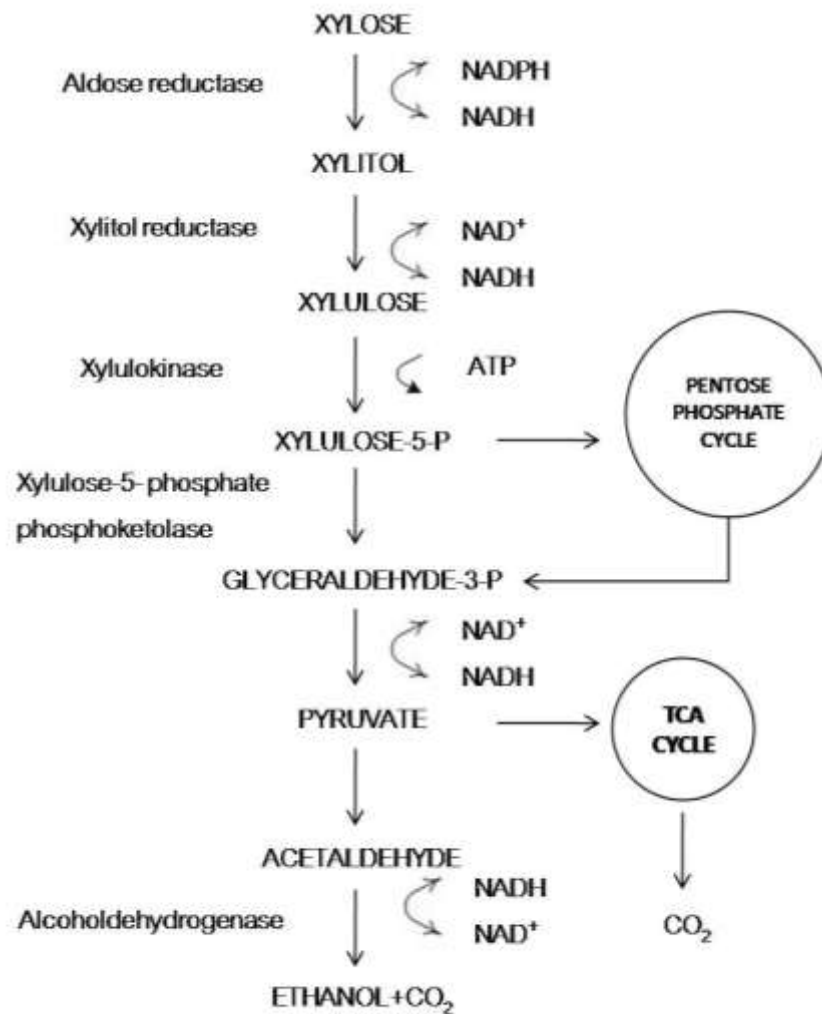 XYLOSE
Aldose reductase
NADPH
NADH
XYLITOL
Xylitol reductase
NAD⁺
NADH
XYLULOSE
Xylulokinase
ATP
PENTOSE
PHOSPHATE
CYCLE
XYLULOSE-5-P
Xylulose-5-phosphate
phosphoketolase
GLYCERALDEHYDE-3-P
NAD⁺
NADH
PYRUVATE
TCA
CYCLE
ACETALDEHYDE
NADH
Alcoholdehydrogenase
NAD⁺
CO₂
ETHANOL+CO₂